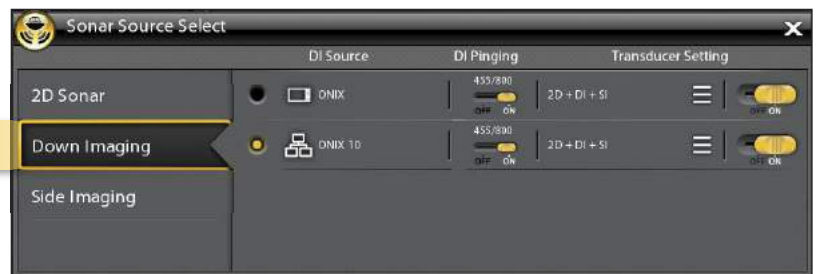 Sonar Source Select
X
DI Source DI Pinging Transducer Setting
2D Sonar
ONIX 455/800 OFF ON 2D + DI + SI OFF ON
Down Imaging
ONIX 10 455/800 OFF ON 2D + DI + SI OFF ON
Side Imaging